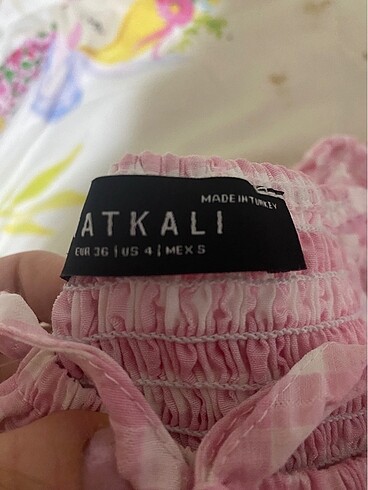 MADE IN TURKEY
ATKALI
EUR 36 | US 4 | MEX S